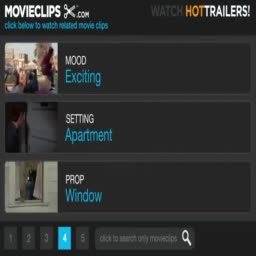 MOVIECLIPS .COM WATCH HOTTRAILERS!
click below to watch related movie clips
MOOD
Exciting
SETTING
Apartment
PROP
Window
1 2 3 4 5 click to search only movieclips